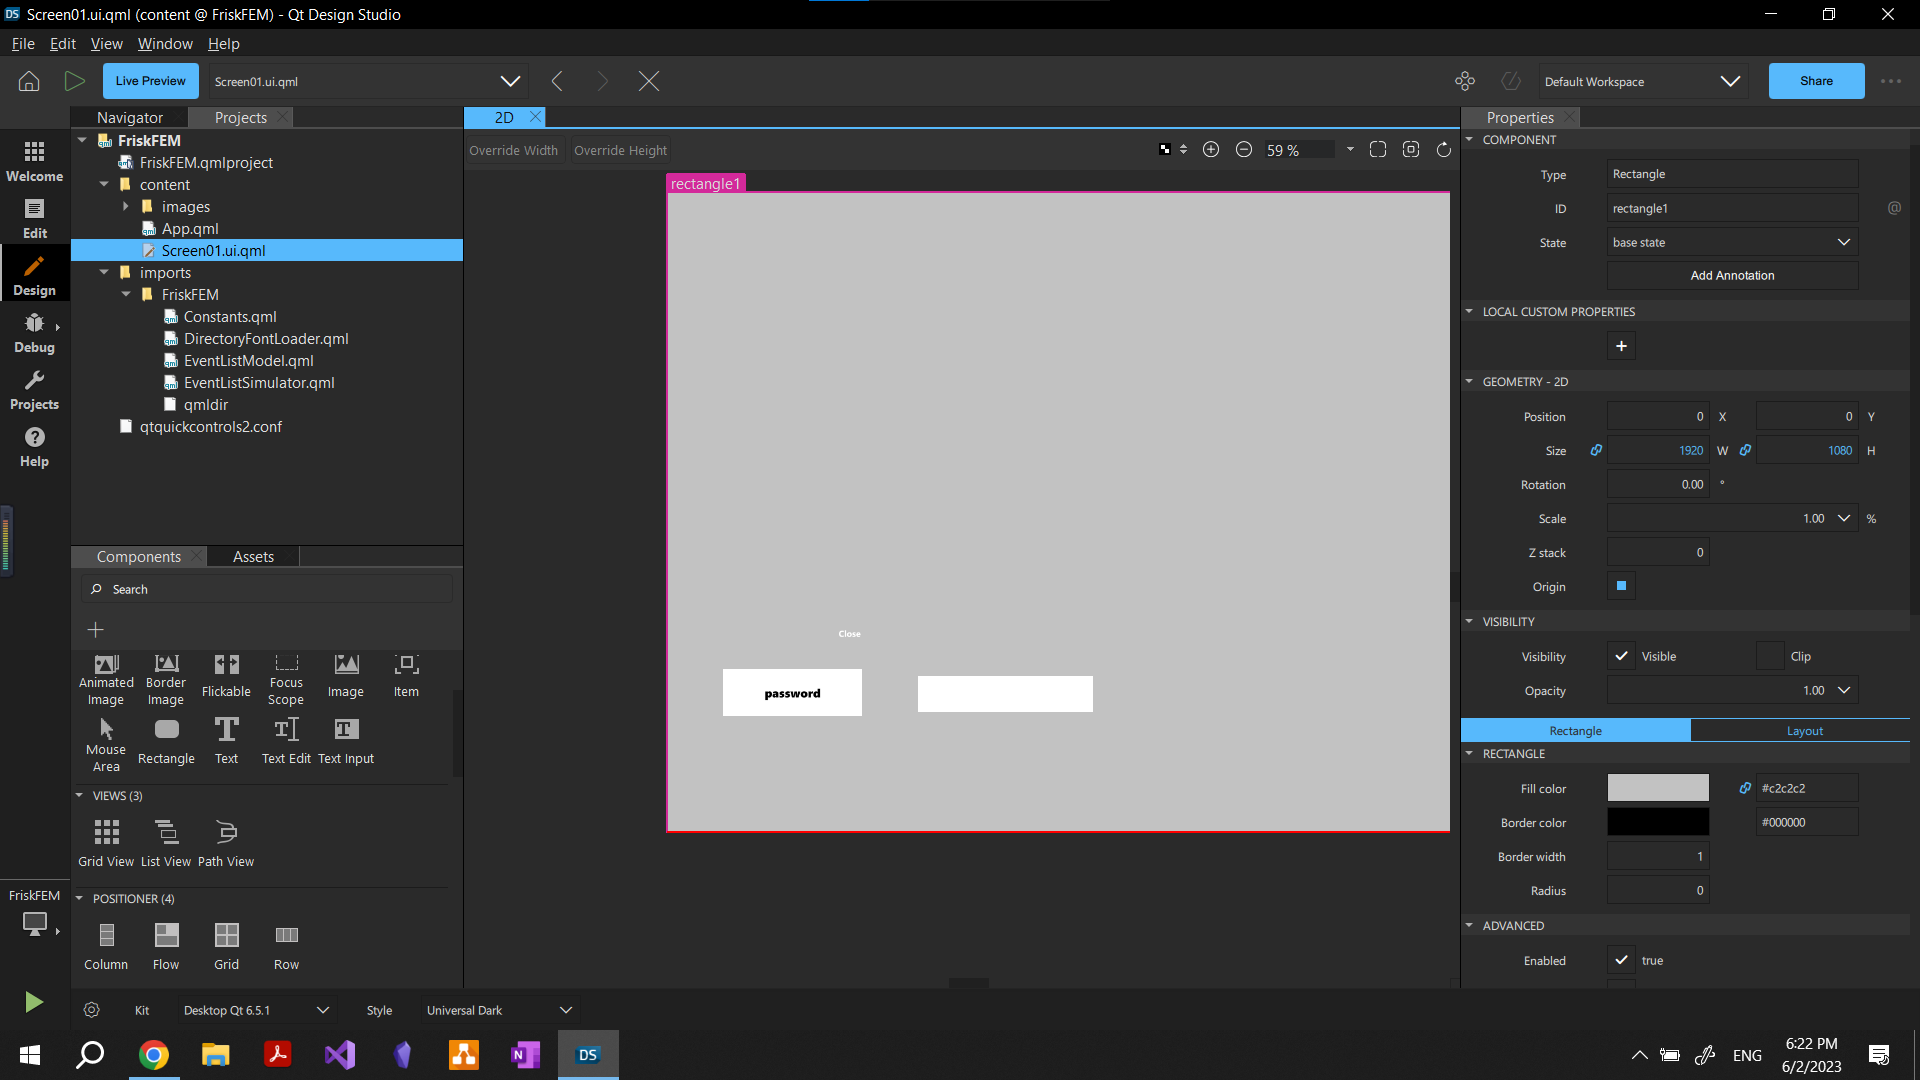 Screen01.ui.qml (content @ FriskFEM) - Qt Design Studio
File Edit View Window Help
Live Preview Screen01.ui.qml Default Workspace Share
Navigator Projects
FriskFEM
FriskFEM.qmlproject
content
images
App.qml
Screen01.ui.qml
imports
FriskFEM
Constants.qml
DirectoryFontLoader.qml
EventListModel.qml
EventListSimulator.qml
qmldir
qtquickcontrols2.conf
Welcome
Edit
Design
Debug
Projects
Help
FriskFEM
Components Assets
Search
Animated Image
Border Image
Flickable
Focus Scope
Image
Item
Mouse Area
Rectangle
Text
Text Edit
Text Input
VIEWS (3)
Grid View List View Path View
POSITIONER (4)
Column Flow Grid Row
2D
Override Width Override Height 59 %
rectangle1
Close
password
Properties
COMPONENT
Type Rectangle
ID rectangle1 @
State base state
Add Annotation
LOCAL CUSTOM PROPERTIES
+
GEOMETRY - 2D
Position 0 X 0 Y
Size 1920 W 1080 H
Rotation 0.00 °
Scale 1.00 %
Z stack 0
Origin
VISIBILITY
Visibility Visible Clip
Opacity 1.00
Rectangle Layout
RECTANGLE
Fill color #c2c2c2
Border color #000000
Border width 1
Radius 0
ADVANCED
Enabled true
Kit Desktop Qt 6.5.1 Style Universal Dark
DS
ENG
6:22 PM
6/2/2023